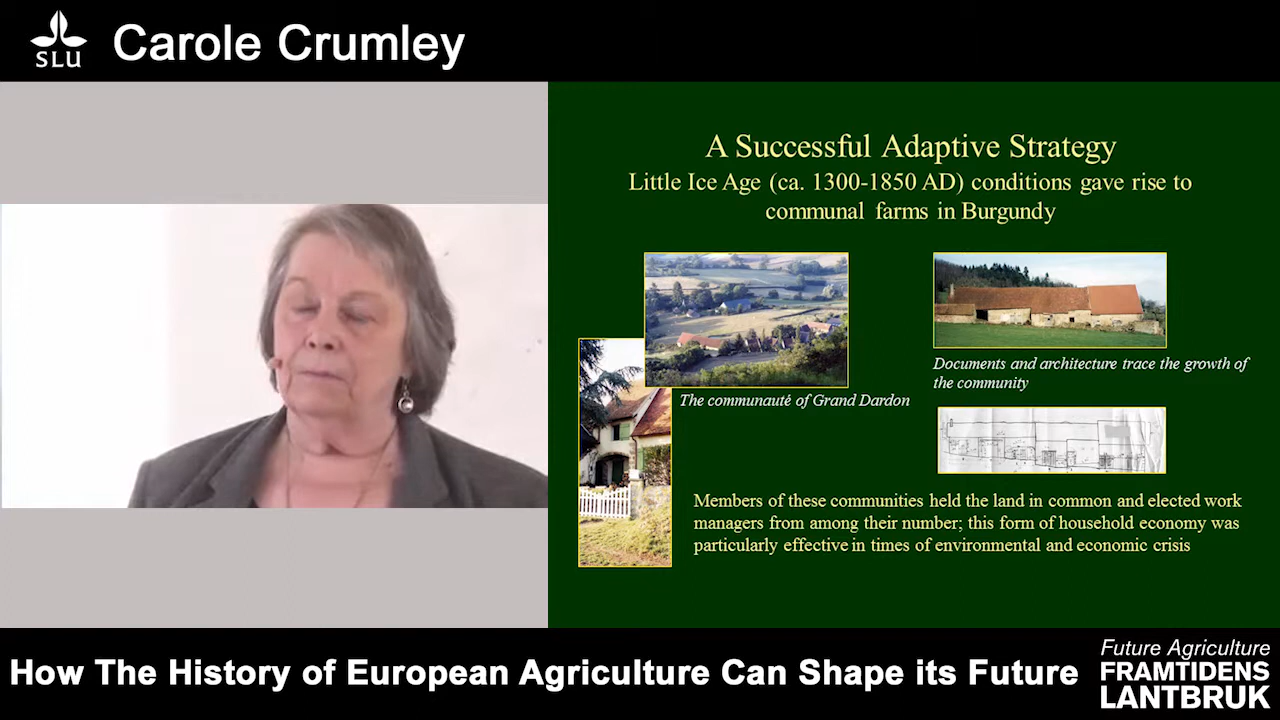 SLU
Carole Crumley
A Successful Adaptive Strategy
Little Ice Age (ca. 1300-1850 AD) conditions gave rise to
communal farms in Burgundy
The communauté of Grand Dardon
Documents and architecture trace the growth of
the community
Members of these communities held the land in common and elected work
managers from among their number; this form of household economy was
particularly effective in times of environmental and economic crisis
How The History of European Agriculture Can Shape its Future
Future Agriculture
FRAMTIDENS
LANTBRUK